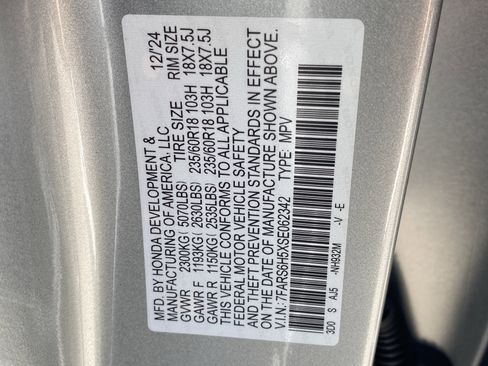 MFD. BY HONDA DEVELOPMENT & 12/'24
MANUFACTURING OF AMERICA, LLC
TIRE SIZE RIM SIZE
GVWR 2300KG( 5070LBS)
GAWR F 1193KG( 2630LBS) 235/60R18 103H 18X7.5J
GAWR R 1150KG( 2535LBS) 235/60R18 103H 18X7.5J
THIS VEHICLE CONFORMS TO ALL APPLICABLE
FEDERAL MOTOR VEHICLE SAFETY
AND THEFT PREVENTION STANDARDS IN EFFECT
ON THE DATE OF MANUFACTURE SHOWN ABOVE.
V.I.N.: 7FARS6H5XSE062342 TYPE: MPV
3D0 S AJ5 -NH932M -V -E